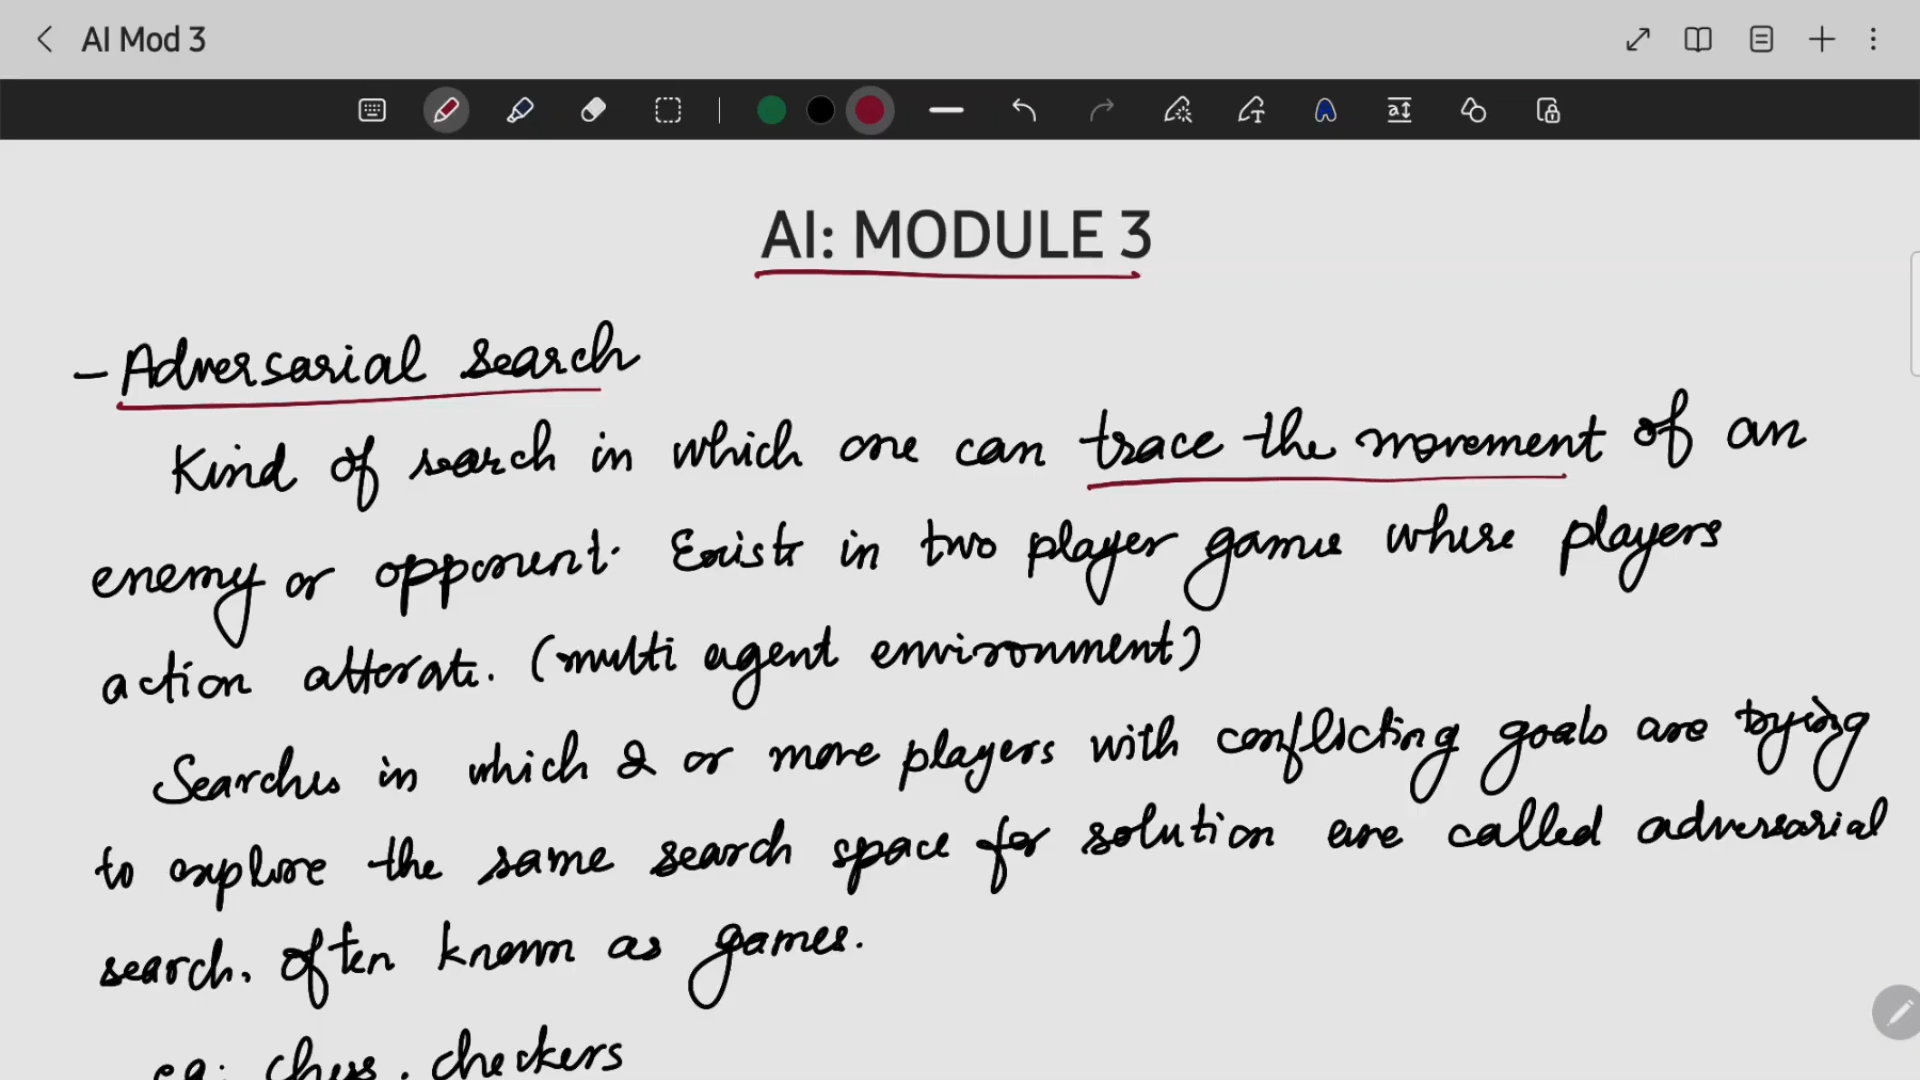 AI Mod 3
AI: MODULE 3
- Adversarial search
Kind of search in which one can trace the movement of an
enemy or opponent. Exists in two player game where players
action alterate. (multi agent environment)
Searches in which 2 or more players with conflicting goals are trying
to explore the same search space for solution are called adversarial
search. Often known as games.
eg: chess, checkers